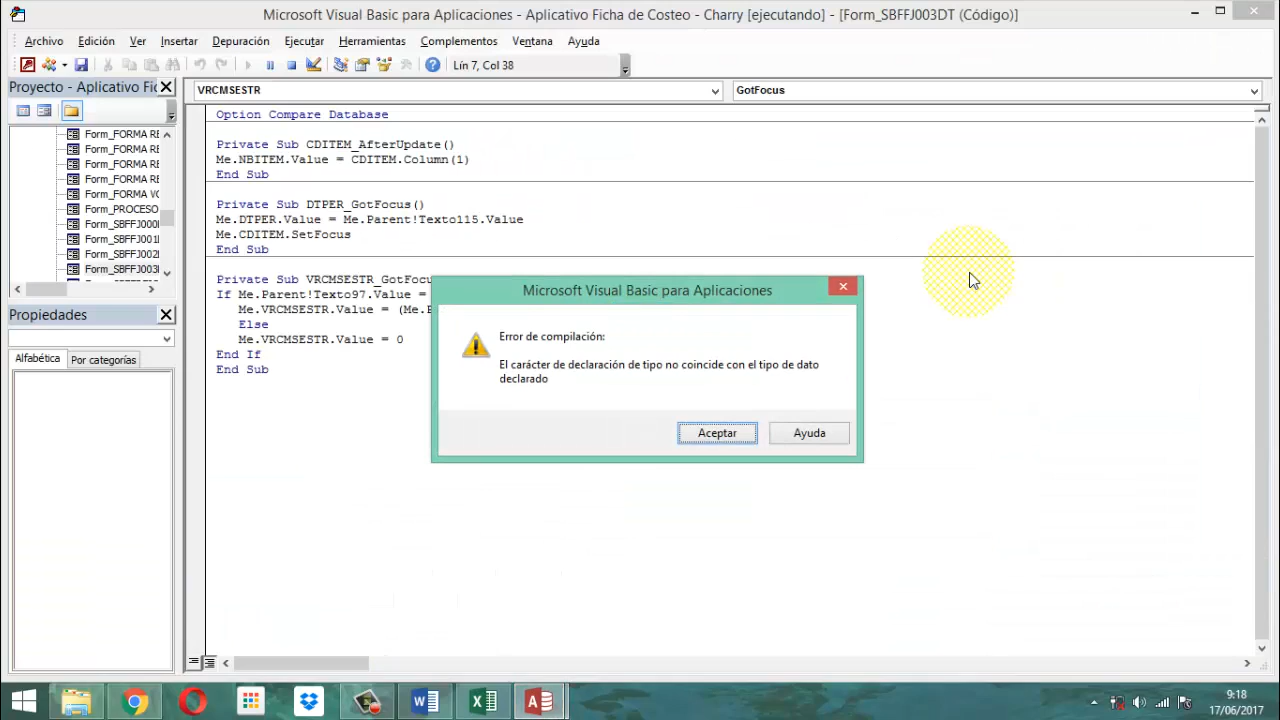 Microsoft Visual Basic para Aplicaciones - Aplicativo Ficha de Costeo - Charry [ejecutando] - [Form_SBFFJ003DT (Código)]
Archivo Edición Ver Insertar Depuración Ejecutar Herramientas Complementos Ventana Ayuda
Lín 7, Col 38
Proyecto - Aplicativo Fic
VRCMSESTR
GotFocus
Form_FORMA RE
Form_FORMA RE
Form_FORMA RE
Form_FORMA RE
Form_FORMA VO
Form_PROCESO
Form_SBFFJ000
Form_SBFFJ001
Form_SBFFJ002
Form_SBFFJ003
Propiedades
Alfabética
Por categorías
Option Compare Database
Private Sub CDITEM_AfterUpdate()
Me.NBITEM.Value = CDITEM.Column(1)
End Sub
Private Sub DTPER_GotFocus()
Me.DTPER.Value = Me.Parent!Texto115.Value
Me.CDITEM.SetFocus
End Sub
Private Sub VRCMSESTR_GotFocu
If Me.Parent!Texto97.Value =
Me.VRCMSESTR.Value = (Me.
Else
Me.VRCMSESTR.Value = 0
End If
End Sub
Microsoft Visual Basic para Aplicaciones
Error de compilación:
El carácter de declaración de tipo no coincide con el tipo de dato
declarado
Aceptar
Ayuda
9:18
17/06/2017